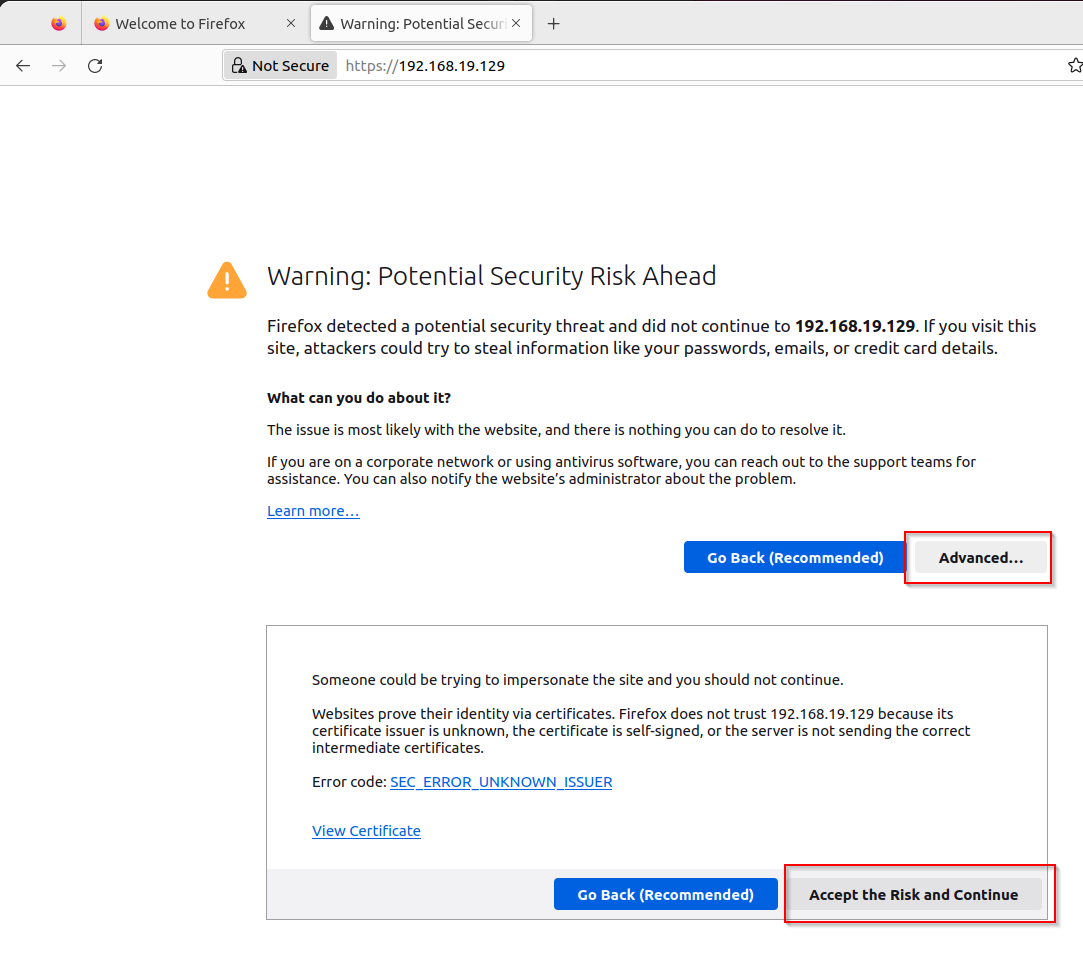 Welcome to Firefox
Warning: Potential Secur
Not Secure
https://192.168.19.129
Warning: Potential Security Risk Ahead
Firefox detected a potential security threat and did not continue to 192.168.19.129. If you visit this
site, attackers could try to steal information like your passwords, emails, or credit card details.
What can you do about it?
The issue is most likely with the website, and there is nothing you can do to resolve it.
If you are on a corporate network or using antivirus software, you can reach out to the support teams for
assistance. You can also notify the website’s administrator about the problem.
Learn more…
Go Back (Recommended)
Advanced…
Someone could be trying to impersonate the site and you should not continue.
Websites prove their identity via certificates. Firefox does not trust 192.168.19.129 because its
certificate issuer is unknown, the certificate is self-signed, or the server is not sending the correct
intermediate certificates.
Error code: SEC_ERROR_UNKNOWN_ISSUER
View Certificate
Go Back (Recommended)
Accept the Risk and Continue